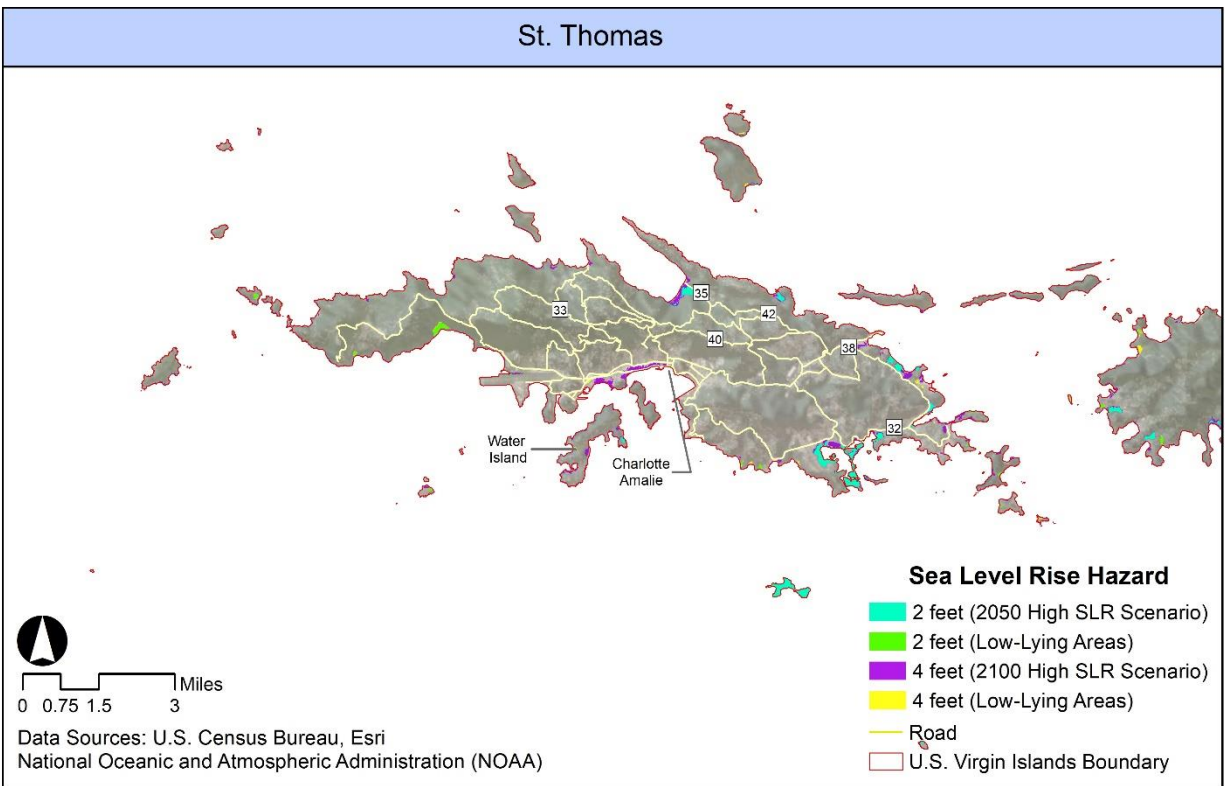 St. Thomas
35
33
42
40
38
32
Water
Island
Charlotte
Amalie
Sea Level Rise Hazard
2 feet (2050 High SLR Scenario)
2 feet (Low-Lying Areas)
4 feet (2100 High SLR Scenario)
4 feet (Low-Lying Areas)
Road
U.S. Virgin Islands Boundary
Miles
0 0.75 1.5 3
Data Sources: U.S. Census Bureau, Esri
National Oceanic and Atmospheric Administration (NOAA)